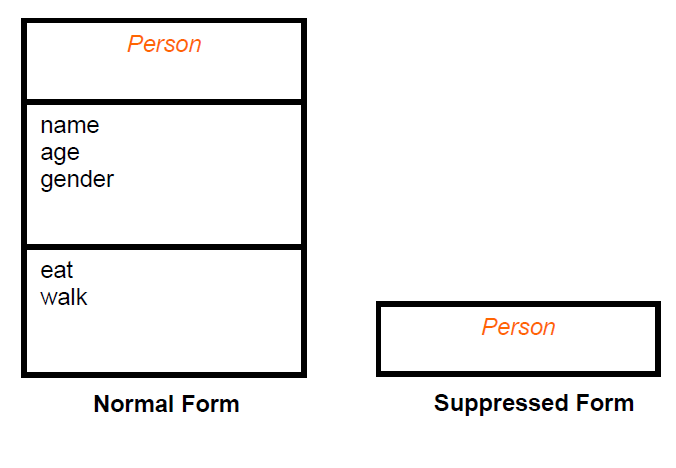 Person
name
age
gender
eat
walk
Normal Form
Person
Suppressed Form